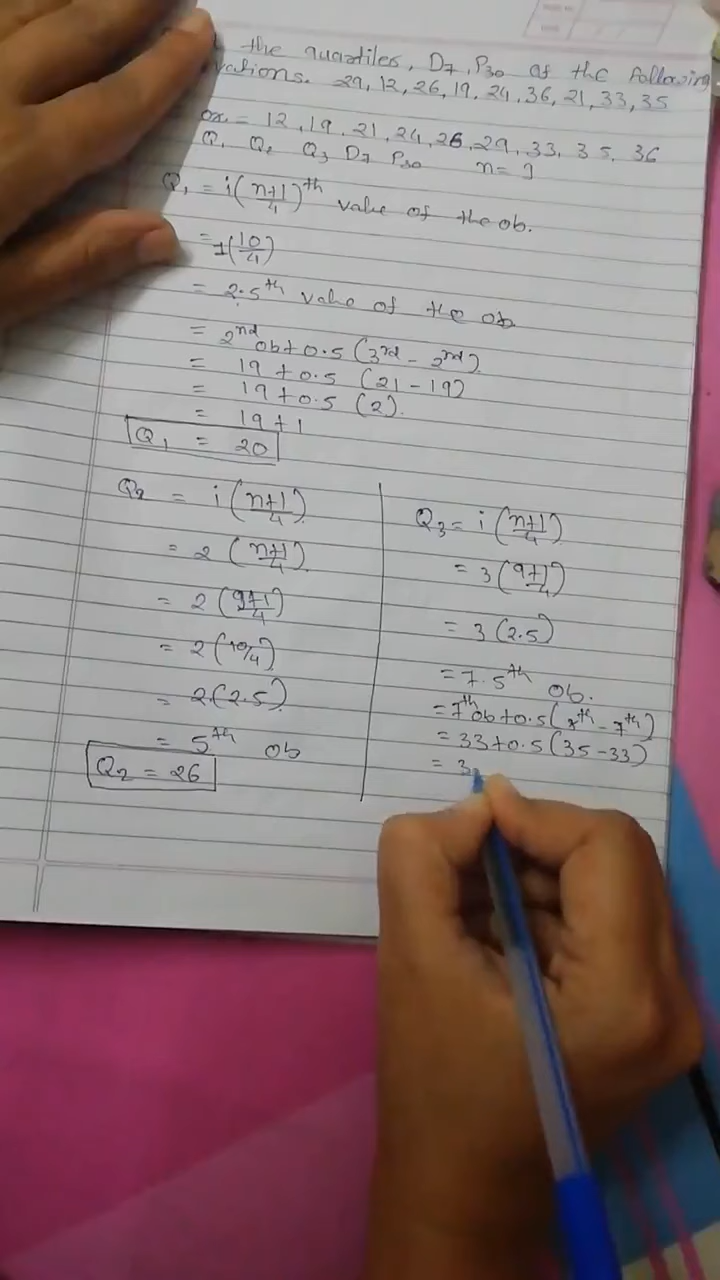 the quartiles, D7, P30 of the following
vations. 29, 12, 26, 19, 24, 36, 21, 33, 35
= 12, 19, 21, 24, 26, 29, 33, 35, 36
Q1 Q2 Q3 D7 P30 n = 9
Q1 = i(n+1/4)th value of the ob.
= 1(10/4)
= 2.5th value of the ob
= 2nd ob + 0.5 (3rd - 2nd)
= 19 + 0.5 (21 - 19)
= 19 + 0.5 (2).
= 19 + 1
Q1 = 20
Q2 = i(n+1/4)
= 2 (n+1/4)
= 2 (9+1/4)
= 2 (10/4)
= 2 (2.5)
= 5th ob
Q2 = 26
Q3 = i(n+1/4)
= 3(9+1/4)
= 3 (2.5)
= 7.5th ob.
= 7th ob + 0.5 (8th - 7th)
= 33 + 0.5 (35 - 33)
= 3